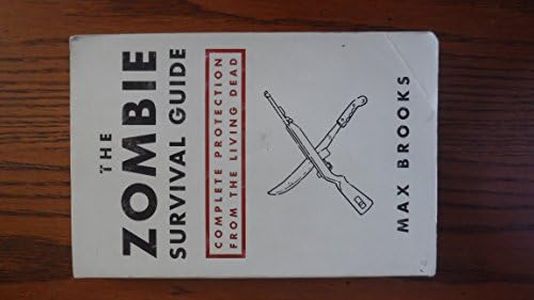 THE
ZOMBIE
SURVIVAL GUIDE
COMPLETE PROTECTION
FROM THE LIVING DEAD
MAX BROOKS